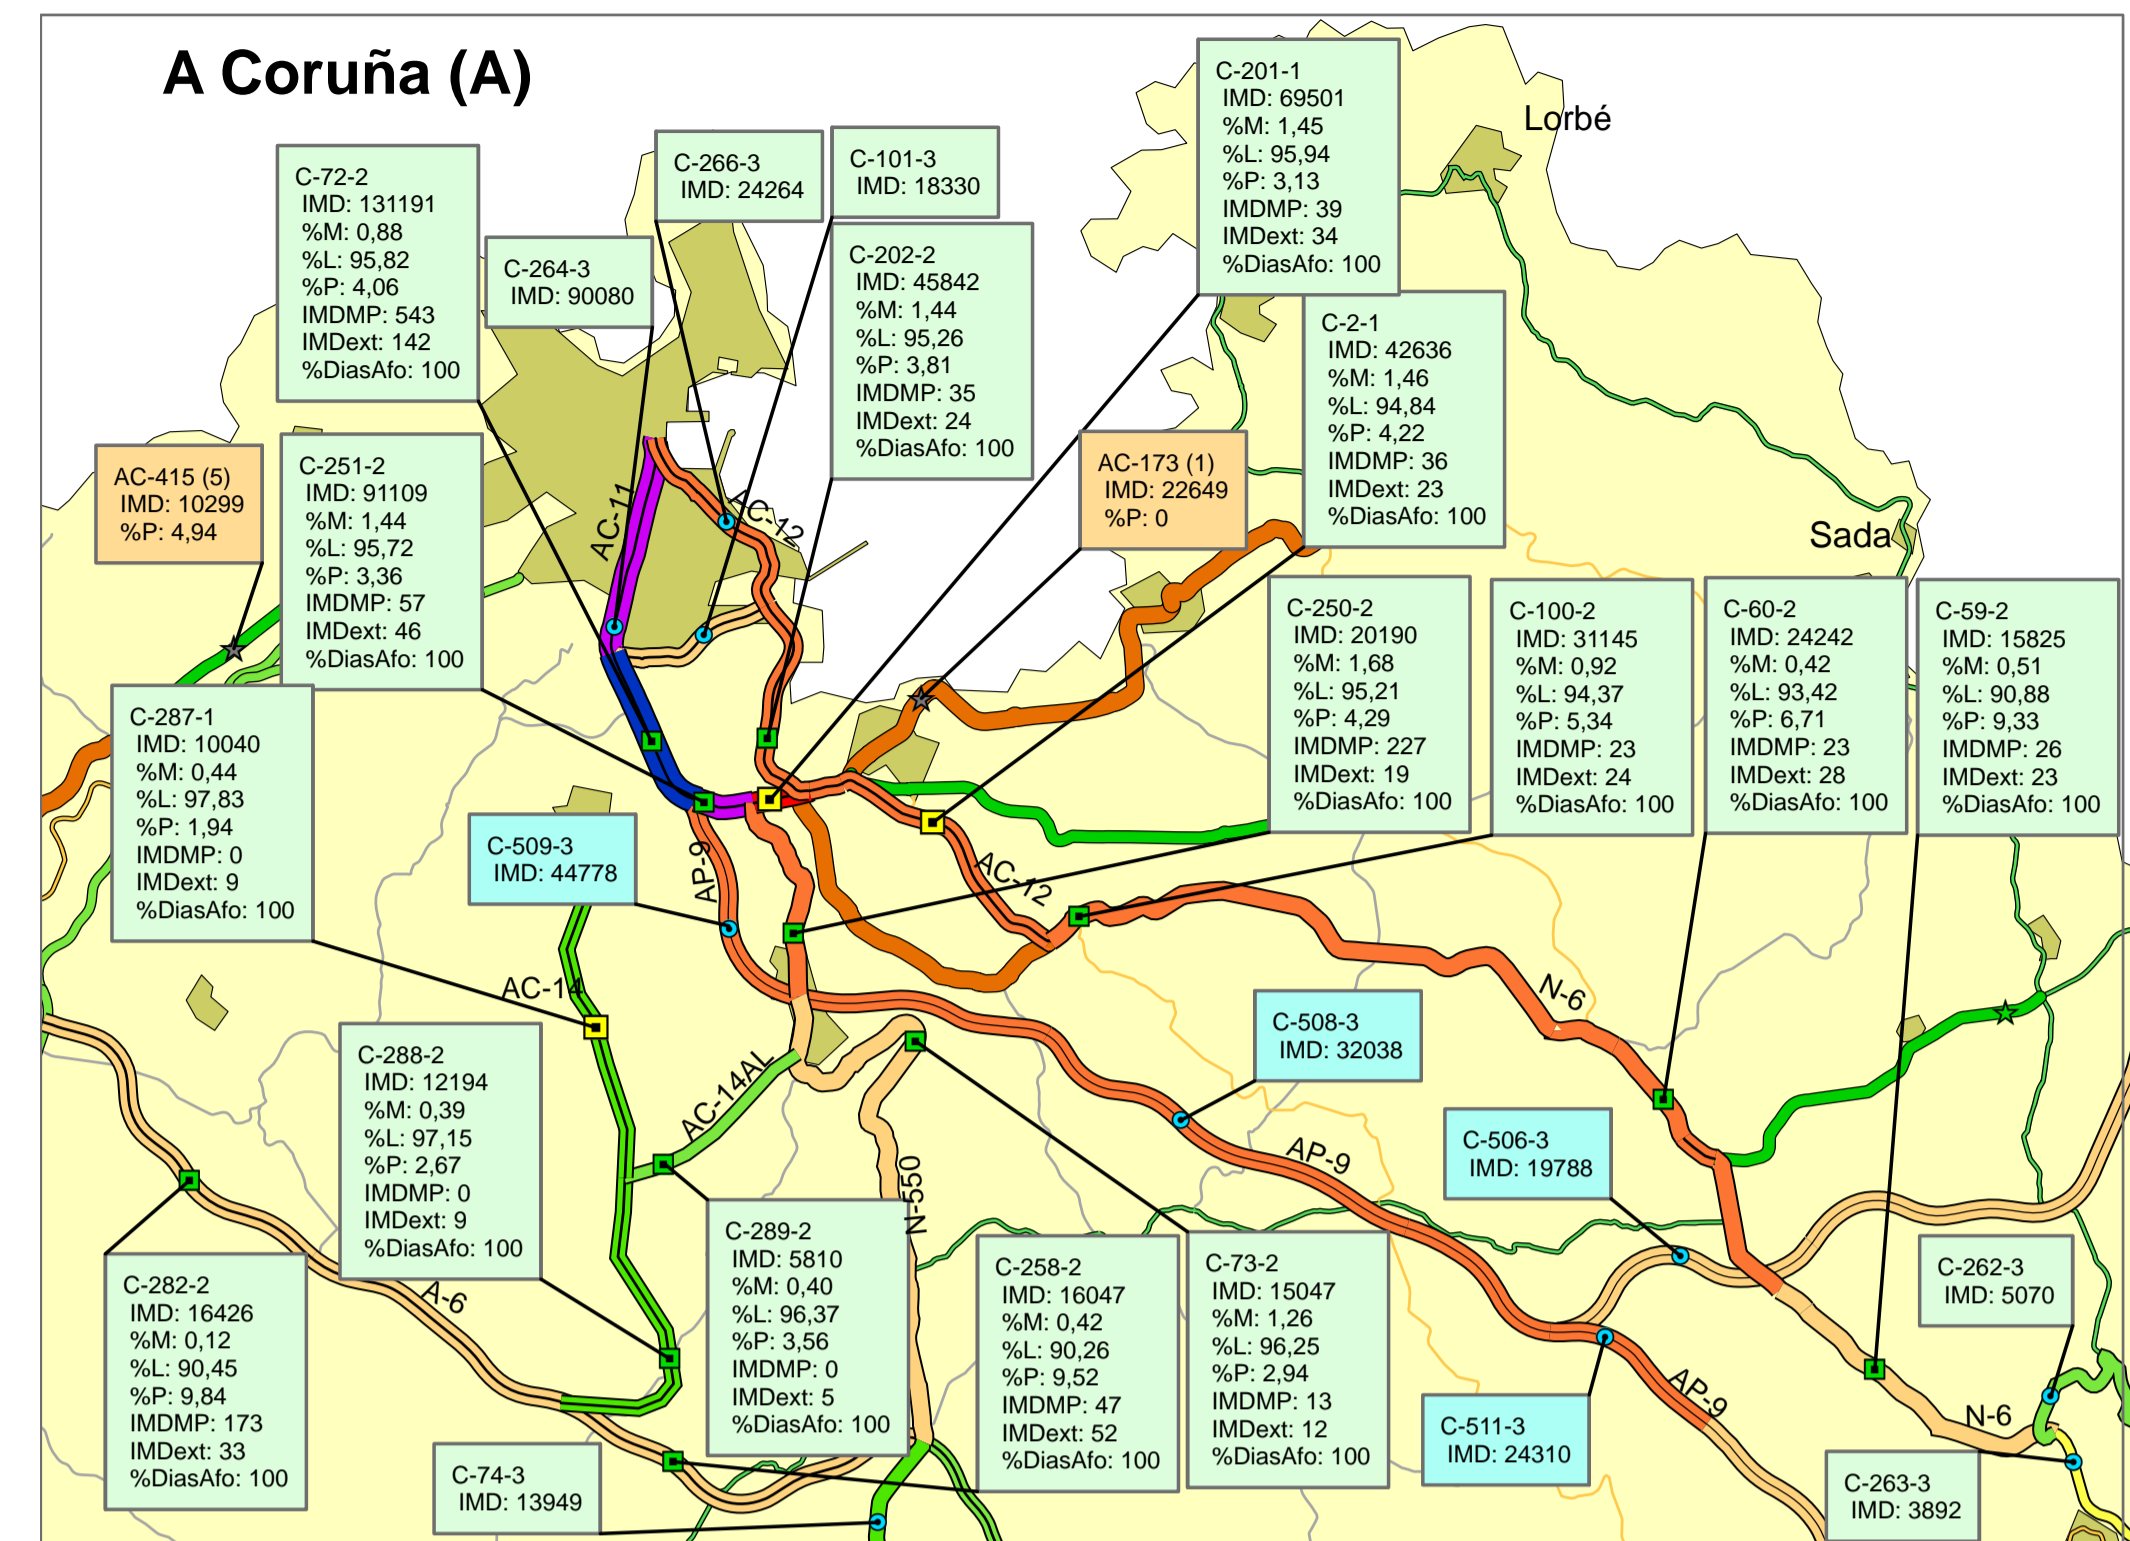 A Coruña (A)
C-201-1
IMD: 69501
%M: 1,45
%L: 95,94
%P: 3,13
IMDMP: 39
IMDext: 34
%DiasAfo: 100
Lorbé
C-72-2
IMD: 131191
%M: 0,88
%L: 95,82
%P: 4,06
IMDMP: 543
IMDext: 142
%DiasAfo: 100
C-266-3
IMD: 24264
C-101-3
IMD: 18330
C-264-3
IMD: 90080
C-202-2
IMD: 45842
%M: 1,44
%L: 95,26
%P: 3,81
IMDMP: 35
IMDext: 24
%DiasAfo: 100
C-2-1
IMD: 42636
%M: 1,46
%L: 94,84
%P: 4,22
IMDMP: 36
IMDext: 23
%DiasAfo: 100
AC-415 (5)
IMD: 10299
%P: 4,94
C-251-2
IMD: 91109
%M: 1,44
%L: 95,72
%P: 3,36
IMDMP: 57
IMDext: 46
%DiasAfo: 100
AC-11
AC-12
AC-173 (1)
IMD: 22649
%P: 0
Sada
C-250-2
IMD: 20190
%M: 1,68
%L: 95,21
%P: 4,29
IMDMP: 227
IMDext: 19
%DiasAfo: 100
C-100-2
IMD: 31145
%M: 0,92
%L: 94,37
%P: 5,34
IMDMP: 23
IMDext: 24
%DiasAfo: 100
C-60-2
IMD: 24242
%M: 0,42
%L: 93,42
%P: 6,71
IMDMP: 23
IMDext: 28
%DiasAfo: 100
C-59-2
IMD: 15825
%M: 0,51
%L: 90,88
%P: 9,33
IMDMP: 26
IMDext: 23
%DiasAfo: 100
C-287-1
IMD: 10040
%M: 0,44
%L: 97,83
%P: 1,94
IMDMP: 0
IMDext: 9
%DiasAfo: 100
C-509-3
IMD: 44778
AP-9
AC-12
AC-14
N-6
C-288-2
IMD: 12194
%M: 0,39
%L: 97,15
%P: 2,67
IMDMP: 0
IMDext: 9
%DiasAfo: 100
AC-14AL
C-508-3
IMD: 32038
AP-9
C-506-3
IMD: 19788
N-550
C-282-2
IMD: 16426
%M: 0,12
%L: 90,45
%P: 9,84
IMDMP: 173
IMDext: 33
%DiasAfo: 100
A-6
C-289-2
IMD: 5810
%M: 0,40
%L: 96,37
%P: 3,56
IMDMP: 0
IMDext: 5
%DiasAfo: 100
C-258-2
IMD: 16047
%M: 0,42
%L: 90,26
%P: 9,52
IMDMP: 47
IMDext: 52
%DiasAfo: 100
C-73-2
IMD: 15047
%M: 1,26
%L: 96,25
%P: 2,94
IMDMP: 13
IMDext: 12
%DiasAfo: 100
C-262-3
IMD: 5070
AP-9
N-6
C-511-3
IMD: 24310
C-74-3
IMD: 13949
C-263-3
IMD: 3892